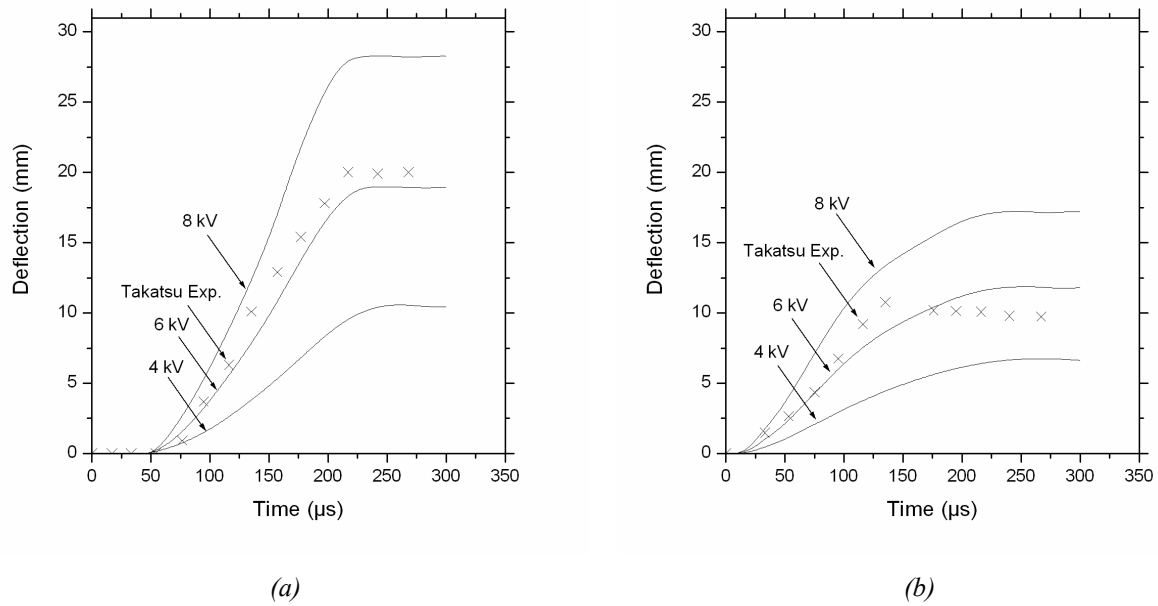 30
25
20
15
10
5
0
Deflection (mm)
8 kV
Takatsu Exp.
6 kV
4 kV
0 50 100 150 200 250 300 350
Time (µs)
(a)
30
25
20
15
10
5
0
Deflection (mm)
8 kV
Takatsu Exp.
6 kV
4 kV
0 50 100 150 200 250 300 350
Time (µs)
(b)